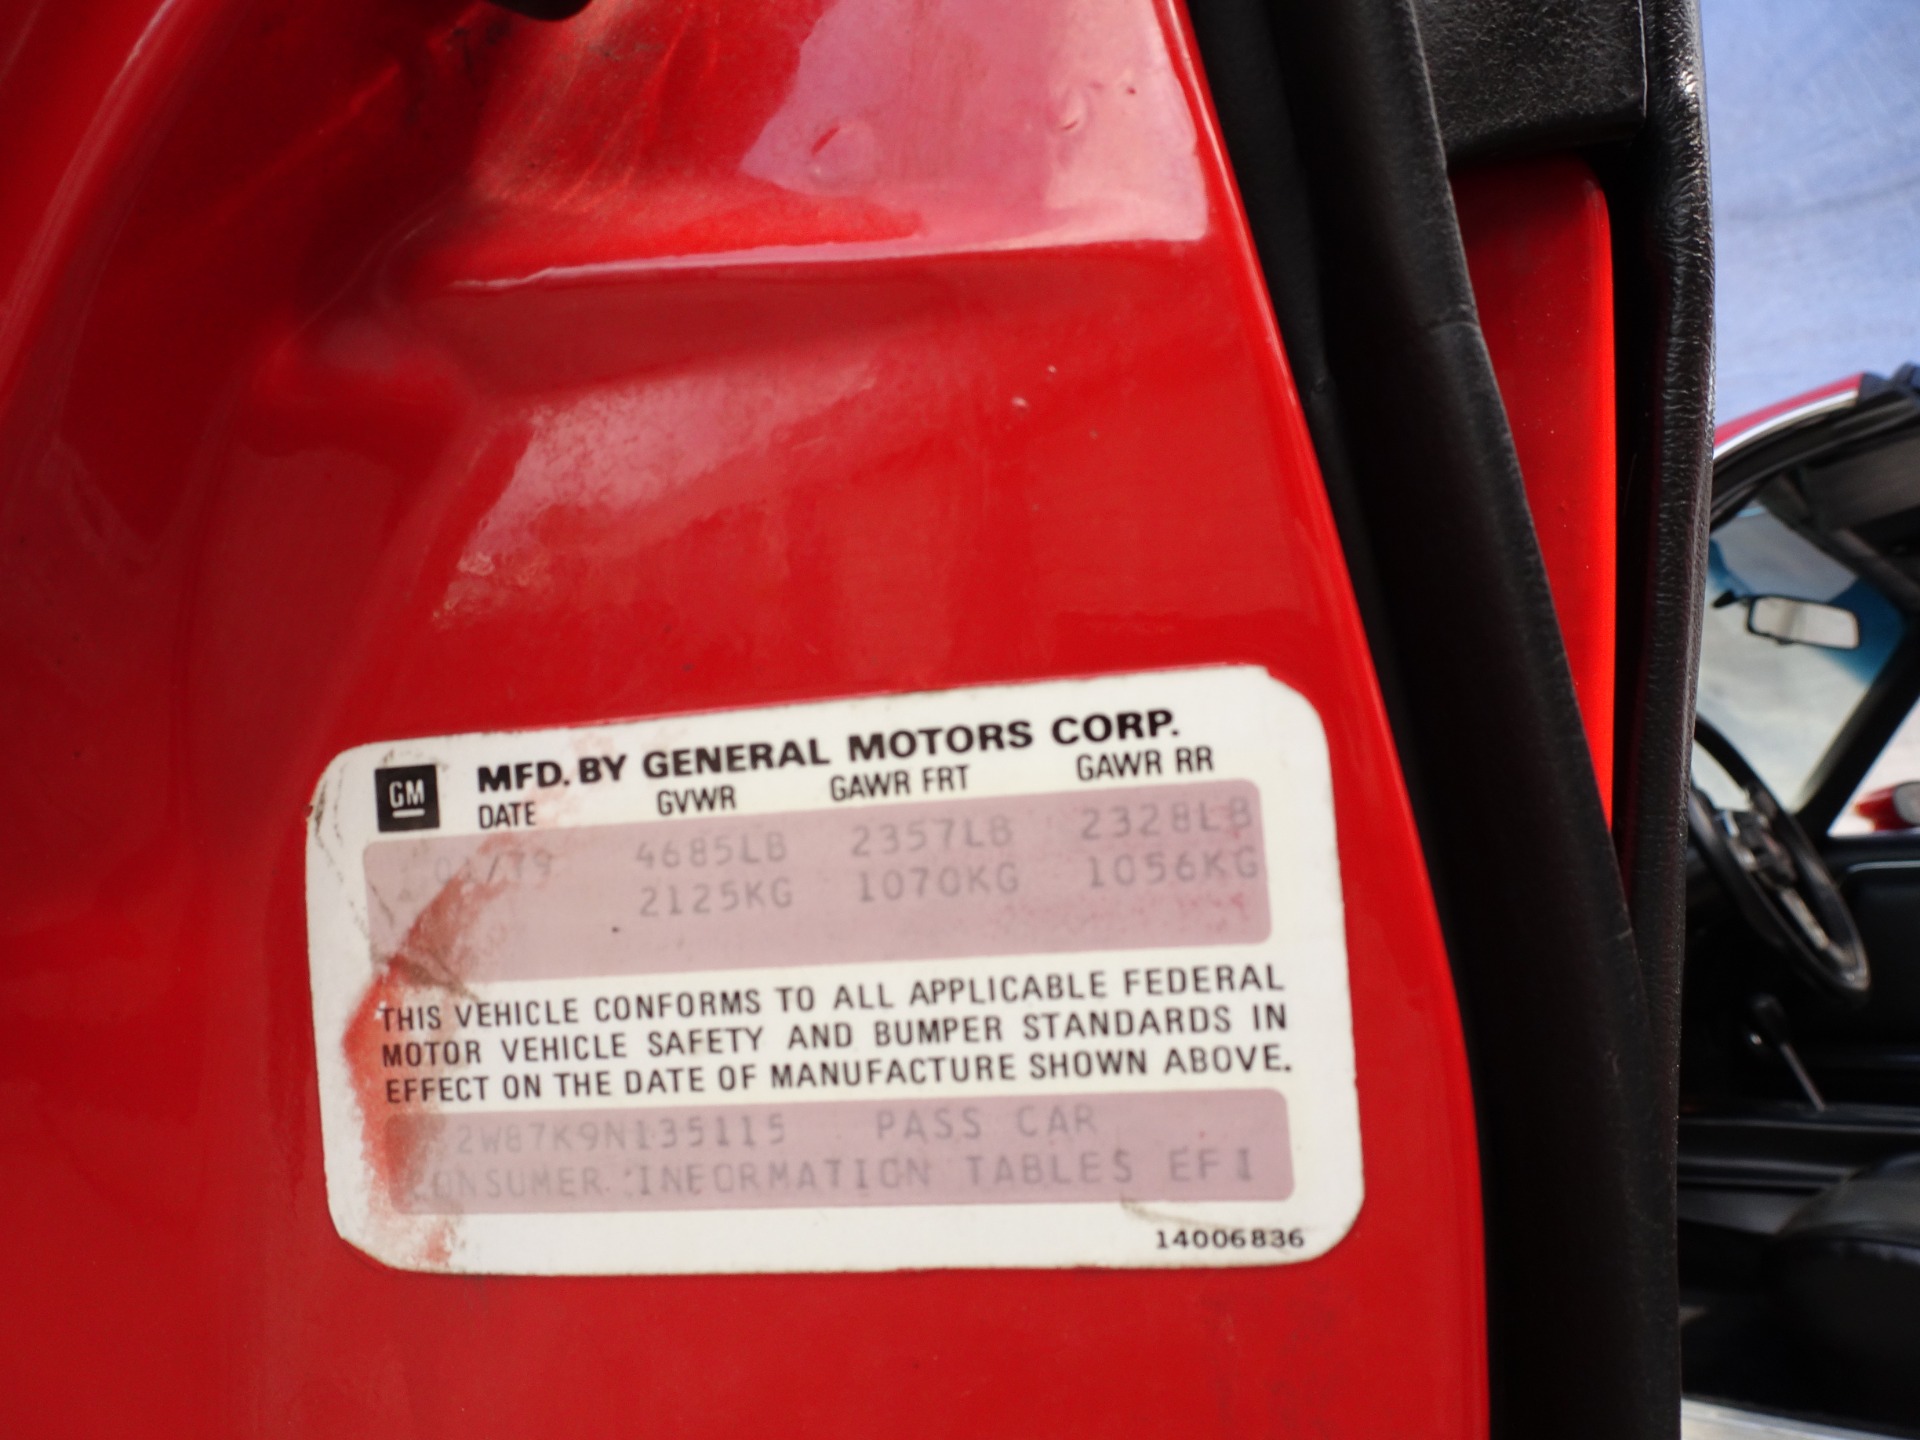 GM MFD. BY GENERAL MOTORS CORP.
DATE GVWR GAWR FRT GAWR RR
/79 4685LB 2357LB 2328LB
2125KG 1070KG 1056KG
THIS VEHICLE CONFORMS TO ALL APPLICABLE FEDERAL
MOTOR VEHICLE SAFETY AND BUMPER STANDARDS IN
EFFECT ON THE DATE OF MANUFACTURE SHOWN ABOVE.
2W87K9N135115 PASS CAR
CONSUMER INFORMATION TABLES EFI
14006836